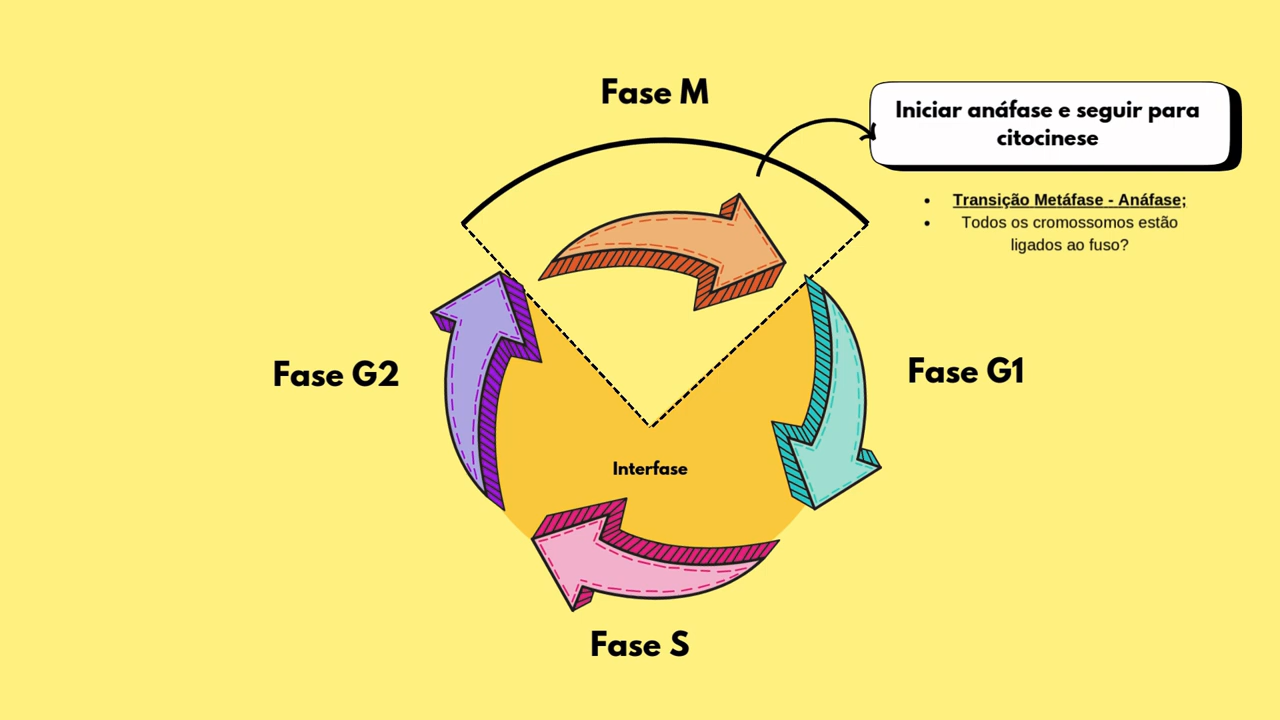 Fase M
Iniciar anáfase e seguir para
citocinese
• Transição Metáfase - Anáfase;
• Todos os cromossomos estão
ligados ao fuso?
Fase G2
Fase G1
Interfase
Fase S